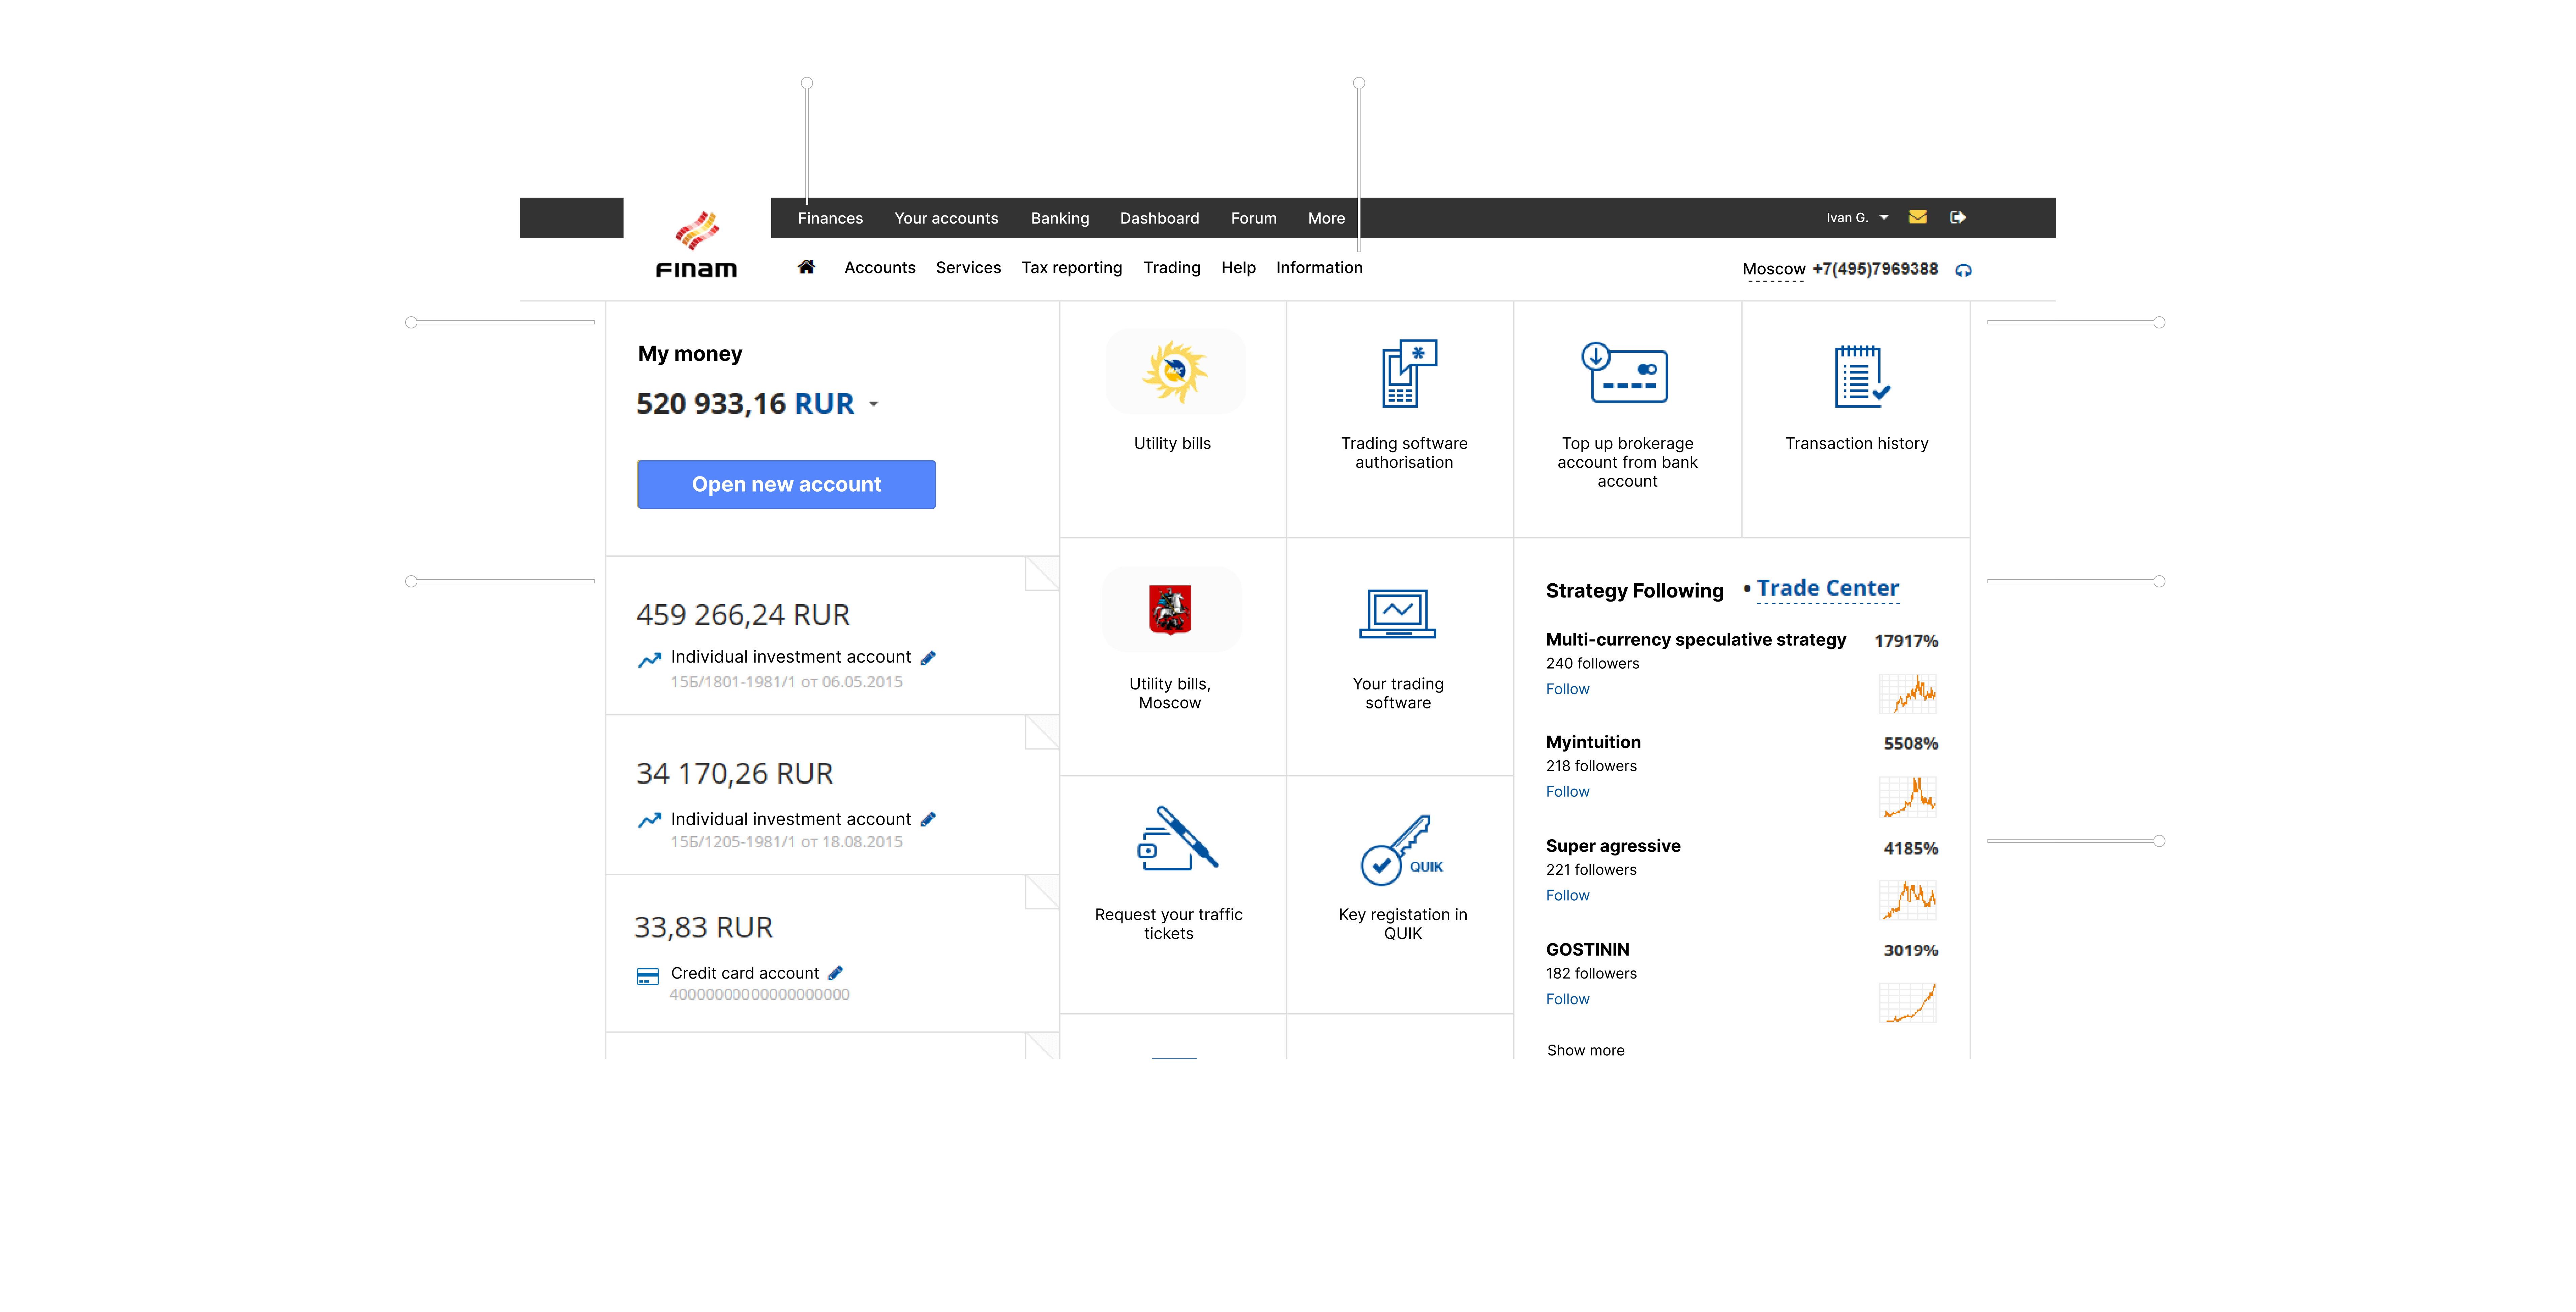 FINAM
Finances Your accounts Banking Dashboard Forum More
Ivan G.
Accounts Services Tax reporting Trading Help Information
Moscow +7(495)7969388
My money
520 933,16 RUR
Open new account
459 266,24 RUR
Individual investment account
15Б/1801-1981/1 от 06.05.2015
34 170,26 RUR
Individual investment account
15Б/1205-1981/1 от 18.08.2015
33,83 RUR
Credit card account
40000000000000000000
Utility bills
Trading software
authorisation
Top up brokerage
account from bank
account
Transaction history
Utility bills,
Moscow
Your trading
software
Request your traffic
tickets
QUIK
Key registation in
QUIK
Strategy Following • Trade Center
Multi-currency speculative strategy 17917%
240 followers
Follow
Myintuition 5508%
218 followers
Follow
Super agressive 4185%
221 followers
Follow
GOSTININ 3019%
182 followers
Follow
Show more